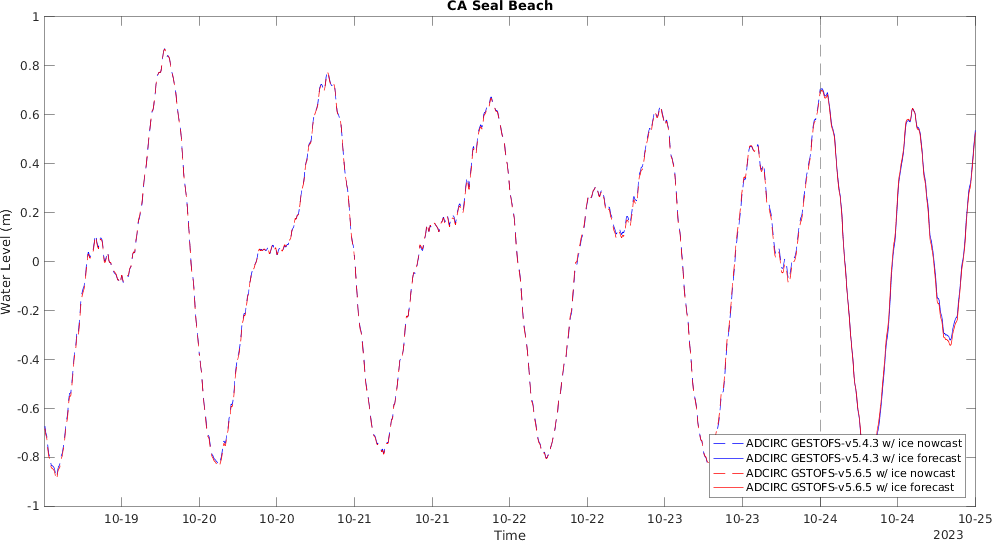 CA Seal Beach
1
0.8
0.6
0.4
0.2
0
-0.2
-0.4
-0.6
-0.8
-1
Water Level (m)
ADCIRC GESTOFS-v5.4.3 w/ ice nowcast
ADCIRC GESTOFS-v5.4.3 w/ ice forecast
ADCIRC GSTOFS-v5.6.5 w/ ice nowcast
ADCIRC GSTOFS-v5.6.5 w/ ice forecast
10-19 10-20 10-20 10-21 10-21 10-22 10-22 10-23 10-23 10-24 10-24 10-25
Time 2023